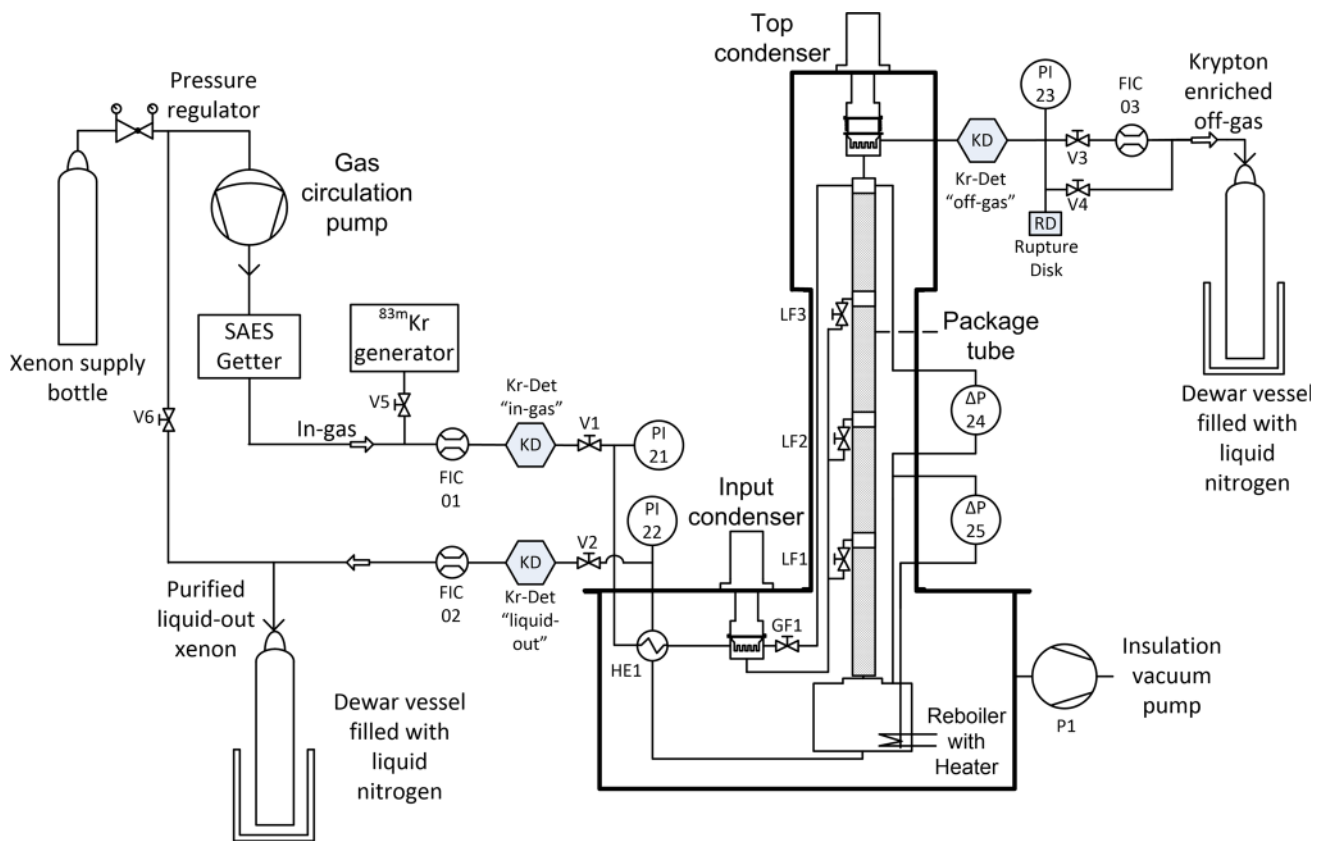 Top
condenser
Pressure
regulator
PI
23
FIC
03
Krypton
enriched
off-gas
Gas
circulation
pump
KD
V3
Kr-Det
"off-gas"
V4
RD
Rupture
Disk
SAES
Getter
83mKr
generator
LF3
Package
tube
Xenon supply
bottle
Dewar vessel
filled with
liquid
nitrogen
V6
V5
Kr-Det
"in-gas"
V1
ΔP
24
In-gas
KD
PI
21
LF2
FIC
01
Input
condenser
PI
22
ΔP
25
V2
KD
LF1
Purified
liquid-out
xenon
FIC
02
Kr-Det
"liquid-
out"
GF1
HE1
Insulation
vacuum
pump
P1
Dewar vessel
filled with
liquid
nitrogen
Reboiler
with
Heater